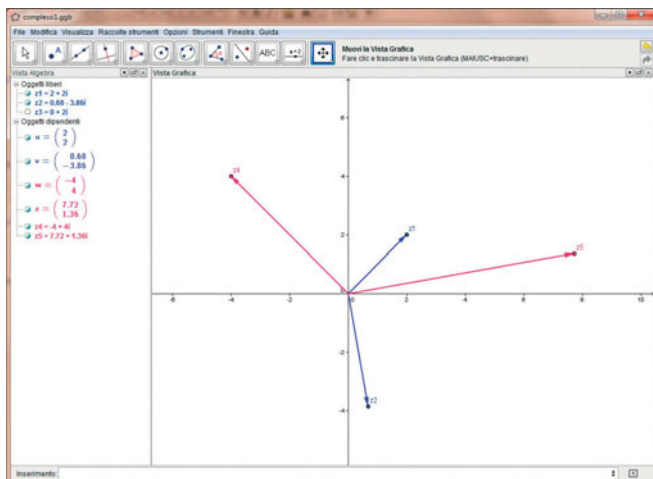 complesso1.ggb
File Modifica Visualizza Raccolte strumenti Opzioni Strumenti Finestra Guida
ABC
a=2
Muovi la Vista Grafica
Fare clic e trascinare la Vista Grafica (MAIUSC+trascinare)
Vista Algebra
Vista Grafica
Oggetti liberi
z1 = 2 + 2i
z2 = 0.68 - 3.86i
z3 = 0 + 2i
Oggetti dipendenti
u = ( 2
2 )
v = ( 0.68
-3.86 )
w = ( -4
4 )
z = ( 7.72
1.36 )
z4 = -4 + 4i
z5 = 7.72 + 1.36i
6
z4
4
2
z1
z5
0
-6 -4 -2 0 2 4 6 8 10
-2
-4
z2
Inserimento: